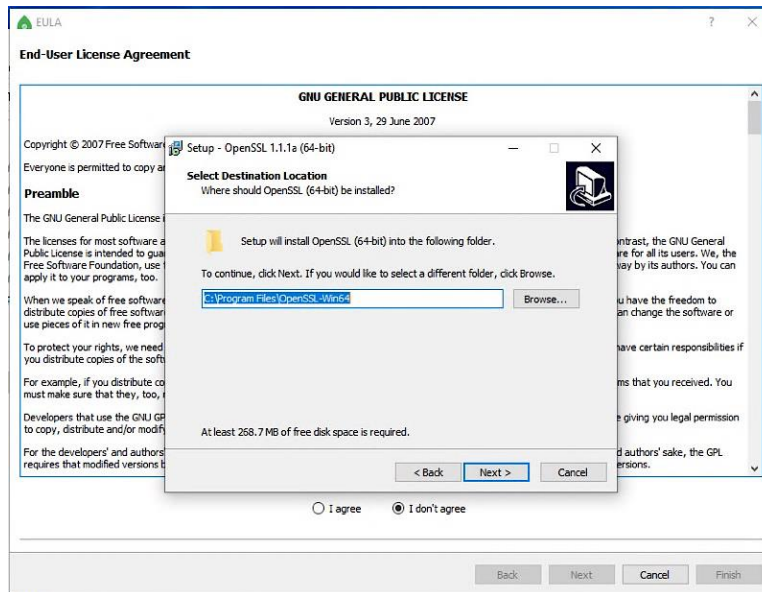 EULA
End-User License Agreement
GNU GENERAL PUBLIC LICENSE
Version 3, 29 June 2007
Copyright © 2007 Free Softwar
Everyone is permitted to copy
Preamble
The GNU General Public License
The licenses for most software ntrast, the GNU General
Public License is intended to are for all its users. We, the
Free Software Foundation, use way by its authors. You can
apply it to your programs, too.
When we speak of free software u have the freedom to
distribute copies of free software an change the software or
use pieces of it in new free prog
To protect your rights, we need have certain responsibilities if
you distribute copies of the soft
For example, if you distribute ms that you received. You
must make sure that they, too,
Developers that use the GNU e giving you legal permission
to copy, distribute and/or modify
For the developers' and authors' d authors' sake, the GPL
requires that modified versions ersions.
Setup - OpenSSL 1.1.1a (64-bit)
Select Destination Location
Where should OpenSSL (64-bit) be installed?
Setup will install OpenSSL (64-bit) into the following folder.
To continue, click Next. If you would like to select a different folder, click Browse.
C:\Program Files\OpenSSL-Win64
Browse...
At least 268.7 MB of free disk space is required.
< Back Next > Cancel
I agree I don't agree
Back Next Cancel Finish